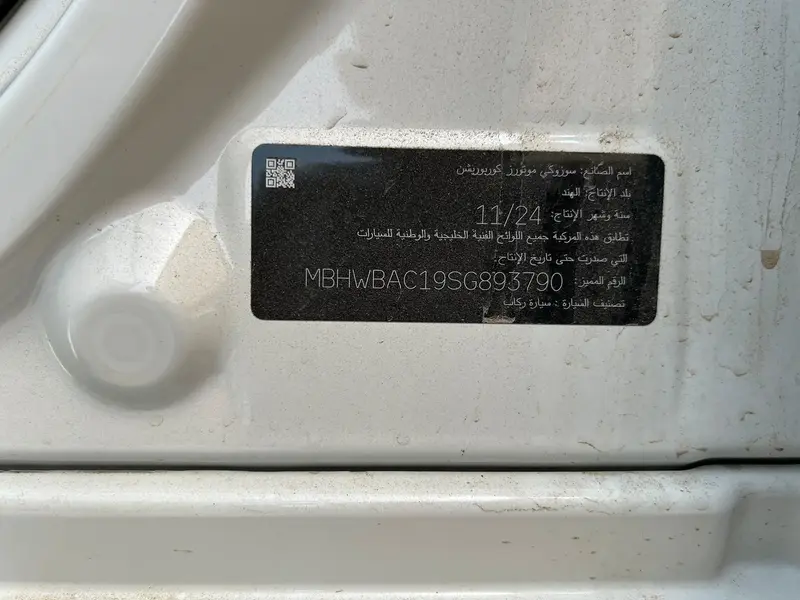 اسم الصانع: سوزوكي موتورز كوربوريشن
بلد الإنتاج: الهند
سنة وشهر الإنتاج: 11/24
تطابق هذه المركبة جميع اللوائح الفنية الخليجية والوطنية للسيارات
التي صدرت حتى تاريخ الإنتاج:
الرقم المميز: MBHWBAC19SG893790
تصنيف السيارة : سيارة ركاب